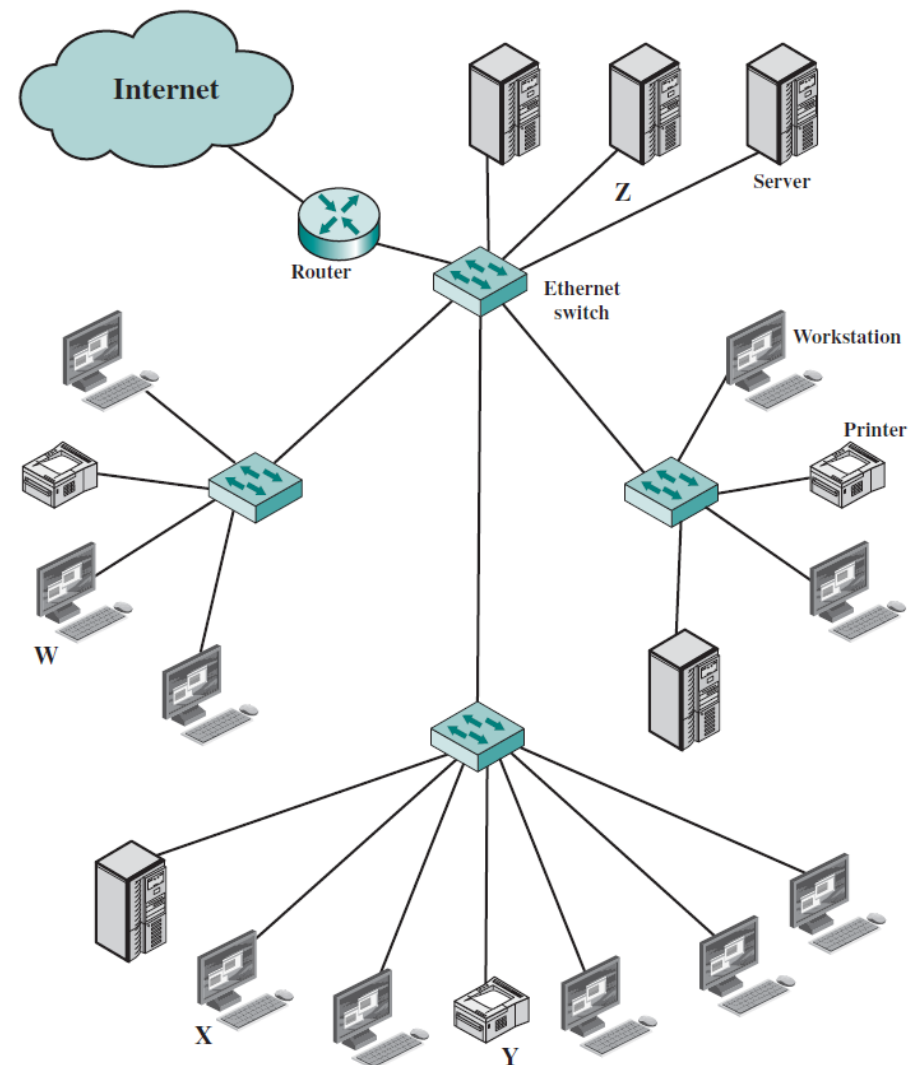 Internet
Z
Server
Router
Ethernet
switch
Workstation
Printer
W
X
Y